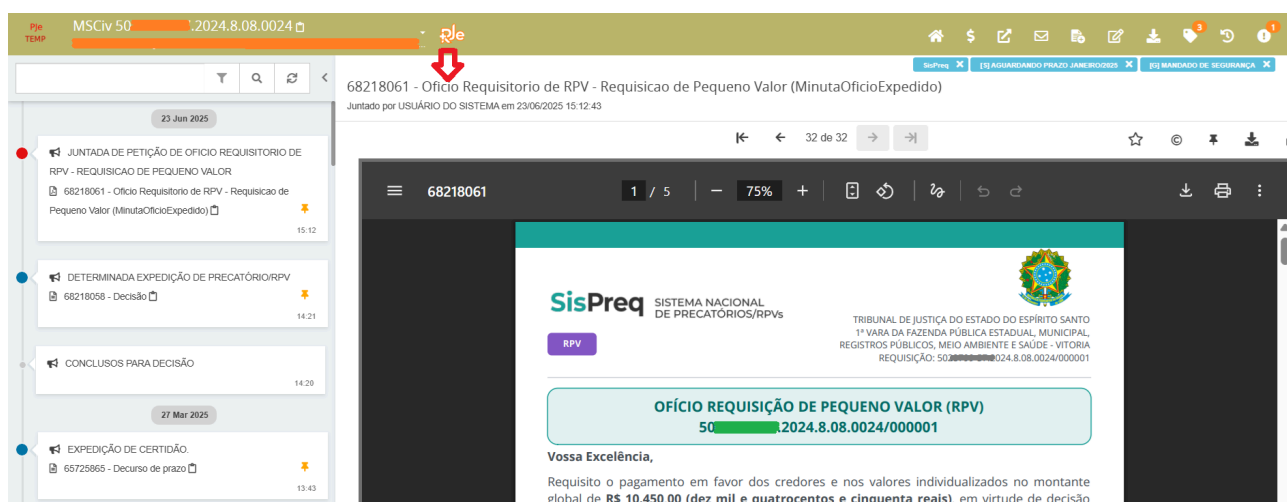 PJe
TEMP
MSCiv 50 .2024.8.08.0024
PJe
3
1
SisPreq X
[S] AGUARDANDO PRAZO JANEIRO/2025 X
[G] MANDADO DE SEGURANÇA X
68218061 - Ofício Requisitorio de RPV - Requisicao de Pequeno Valor (MinutaOficioExpedido)
Juntado por USUÁRIO DO SISTEMA em 23/06/2025 15:12:43
23 Jun 2025
JUNTADA DE PETIÇÃO DE OFICIO REQUISITORIO DE
RPV - REQUISICAO DE PEQUENO VALOR
68218061 - Ofício Requisitorio de RPV - Requisicao de
Pequeno Valor (MinutaOficioExpedido)
15:12
DETERMINADA EXPEDIÇÃO DE PRECATÓRIO/RPV
68218058 - Decisão
14:21
CONCLUSOS PARA DECISÃO
14:20
27 Mar 2025
EXPEDIÇÃO DE CERTIDÃO.
65725865 - Decurso de prazo
13:43
32 de 32
68218061
1 / 5
75%
SisPreq
SISTEMA NACIONAL
DE PRECATÓRIOS/RPVs
RPV
TRIBUNAL DE JUSTIÇA DO ESTADO DO ESPÍRITO SANTO
1ª VARA DA FAZENDA PÚBLICA ESTADUAL, MUNICIPAL,
REGISTROS PÚBLICOS, MEIO AMBIENTE E SAÚDE - VITORIA
REQUISIÇÃO: 50 024.8.08.0024/000001
OFÍCIO REQUISIÇÃO DE PEQUENO VALOR (RPV)
50 .2024.8.08.0024/000001
Vossa Excelência,
Requisito o pagamento em favor dos credores e nos valores individualizados no montante
global de R$ 10.450,00 (dez mil e quatrocentos e cinquenta reais), em virtude de decisão